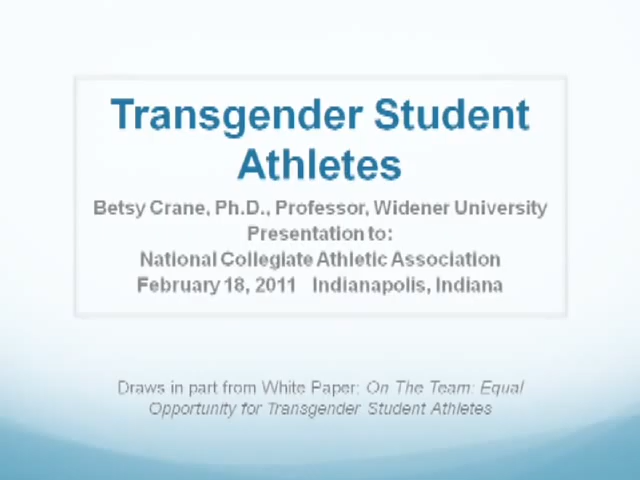 Transgender Student
Athletes
Betsy Crane, Ph.D., Professor, Widener University
Presentation to:
National Collegiate Athletic Association
February 18, 2011 Indianapolis, Indiana
Draws in part from White Paper: On The Team: Equal
Opportunity for Transgender Student Athletes